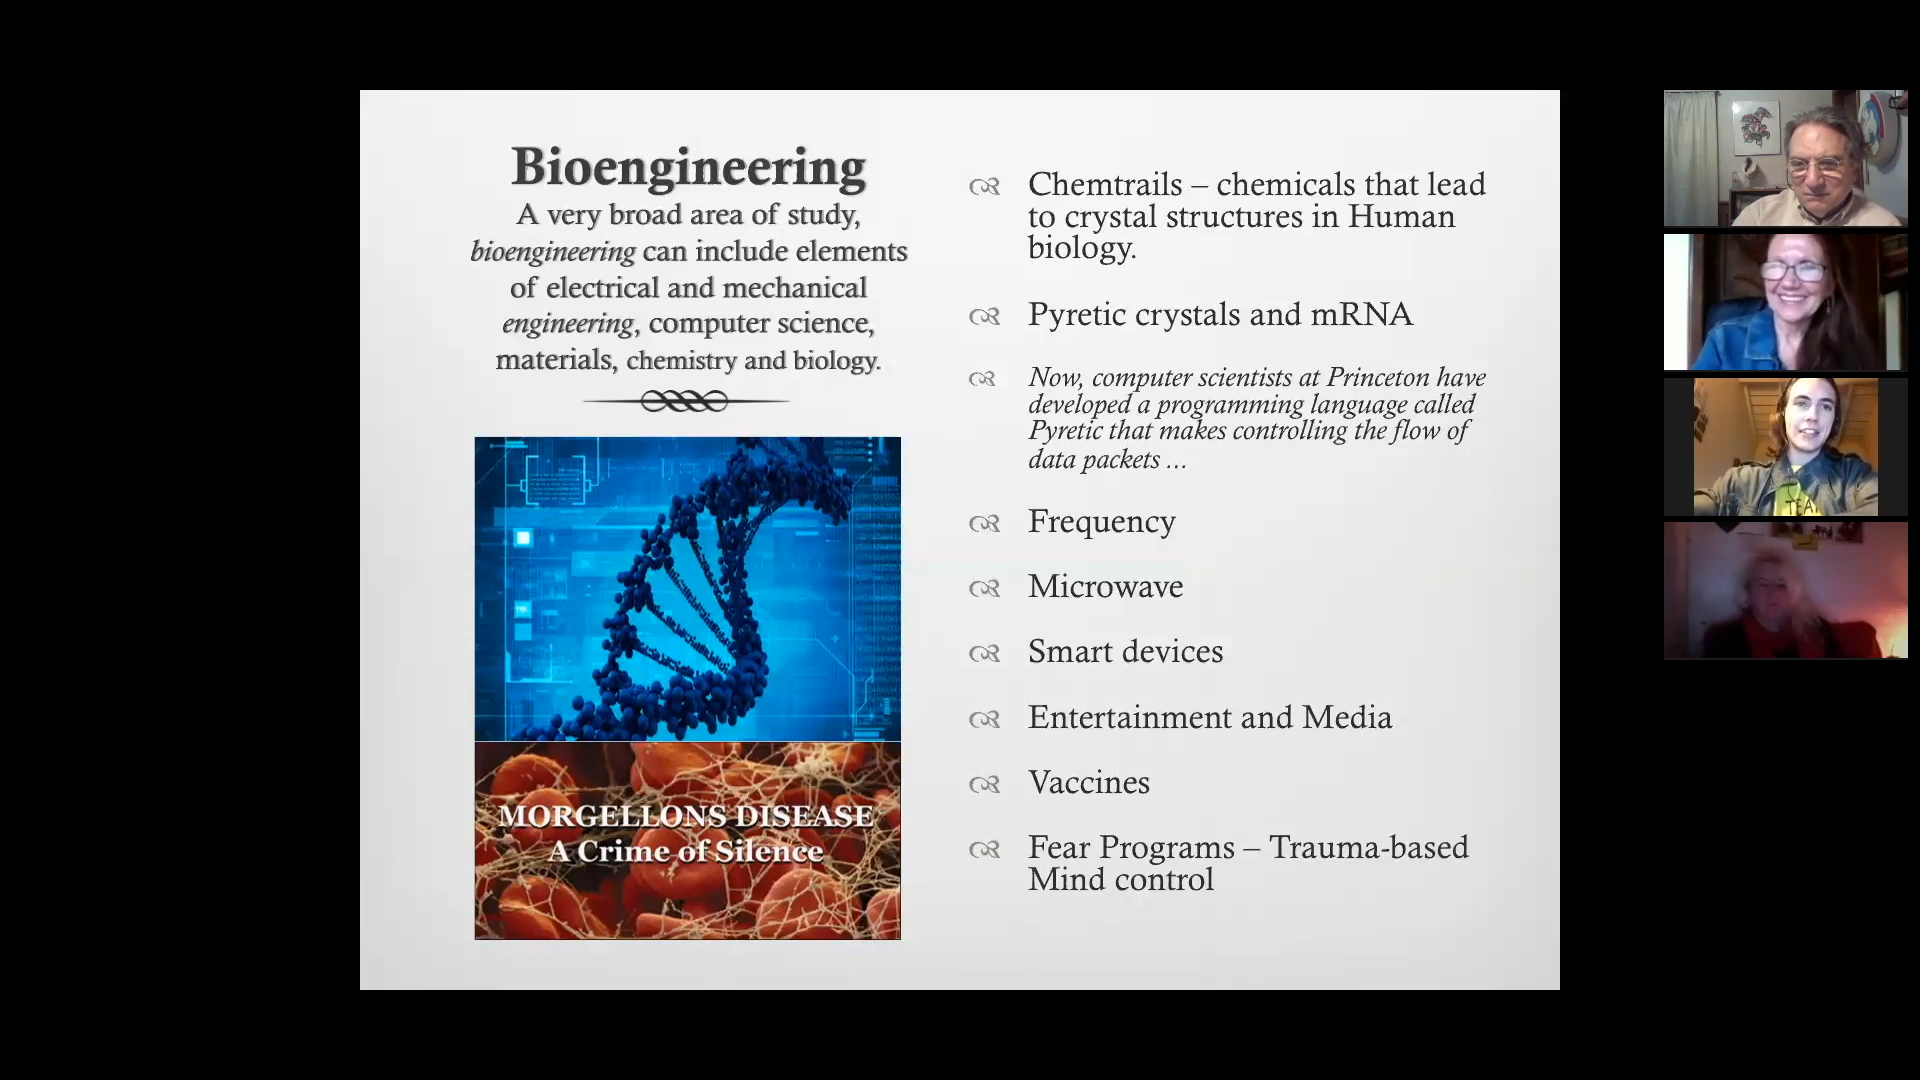 Bioengineering
A very broad area of study,
bioengineering can include elements
of electrical and mechanical
engineering, computer science,
materials, chemistry and biology.
MORGELLONS DISEASE
A Crime of Silence
Chemtrails – chemicals that lead
to crystal structures in Human
biology.
Pyretic crystals and mRNA
Now, computer scientists at Princeton have
developed a programming language called
Pyretic that makes controlling the flow of
data packets ...
Frequency
Microwave
Smart devices
Entertainment and Media
Vaccines
Fear Programs – Trauma-based
Mind control
TEA